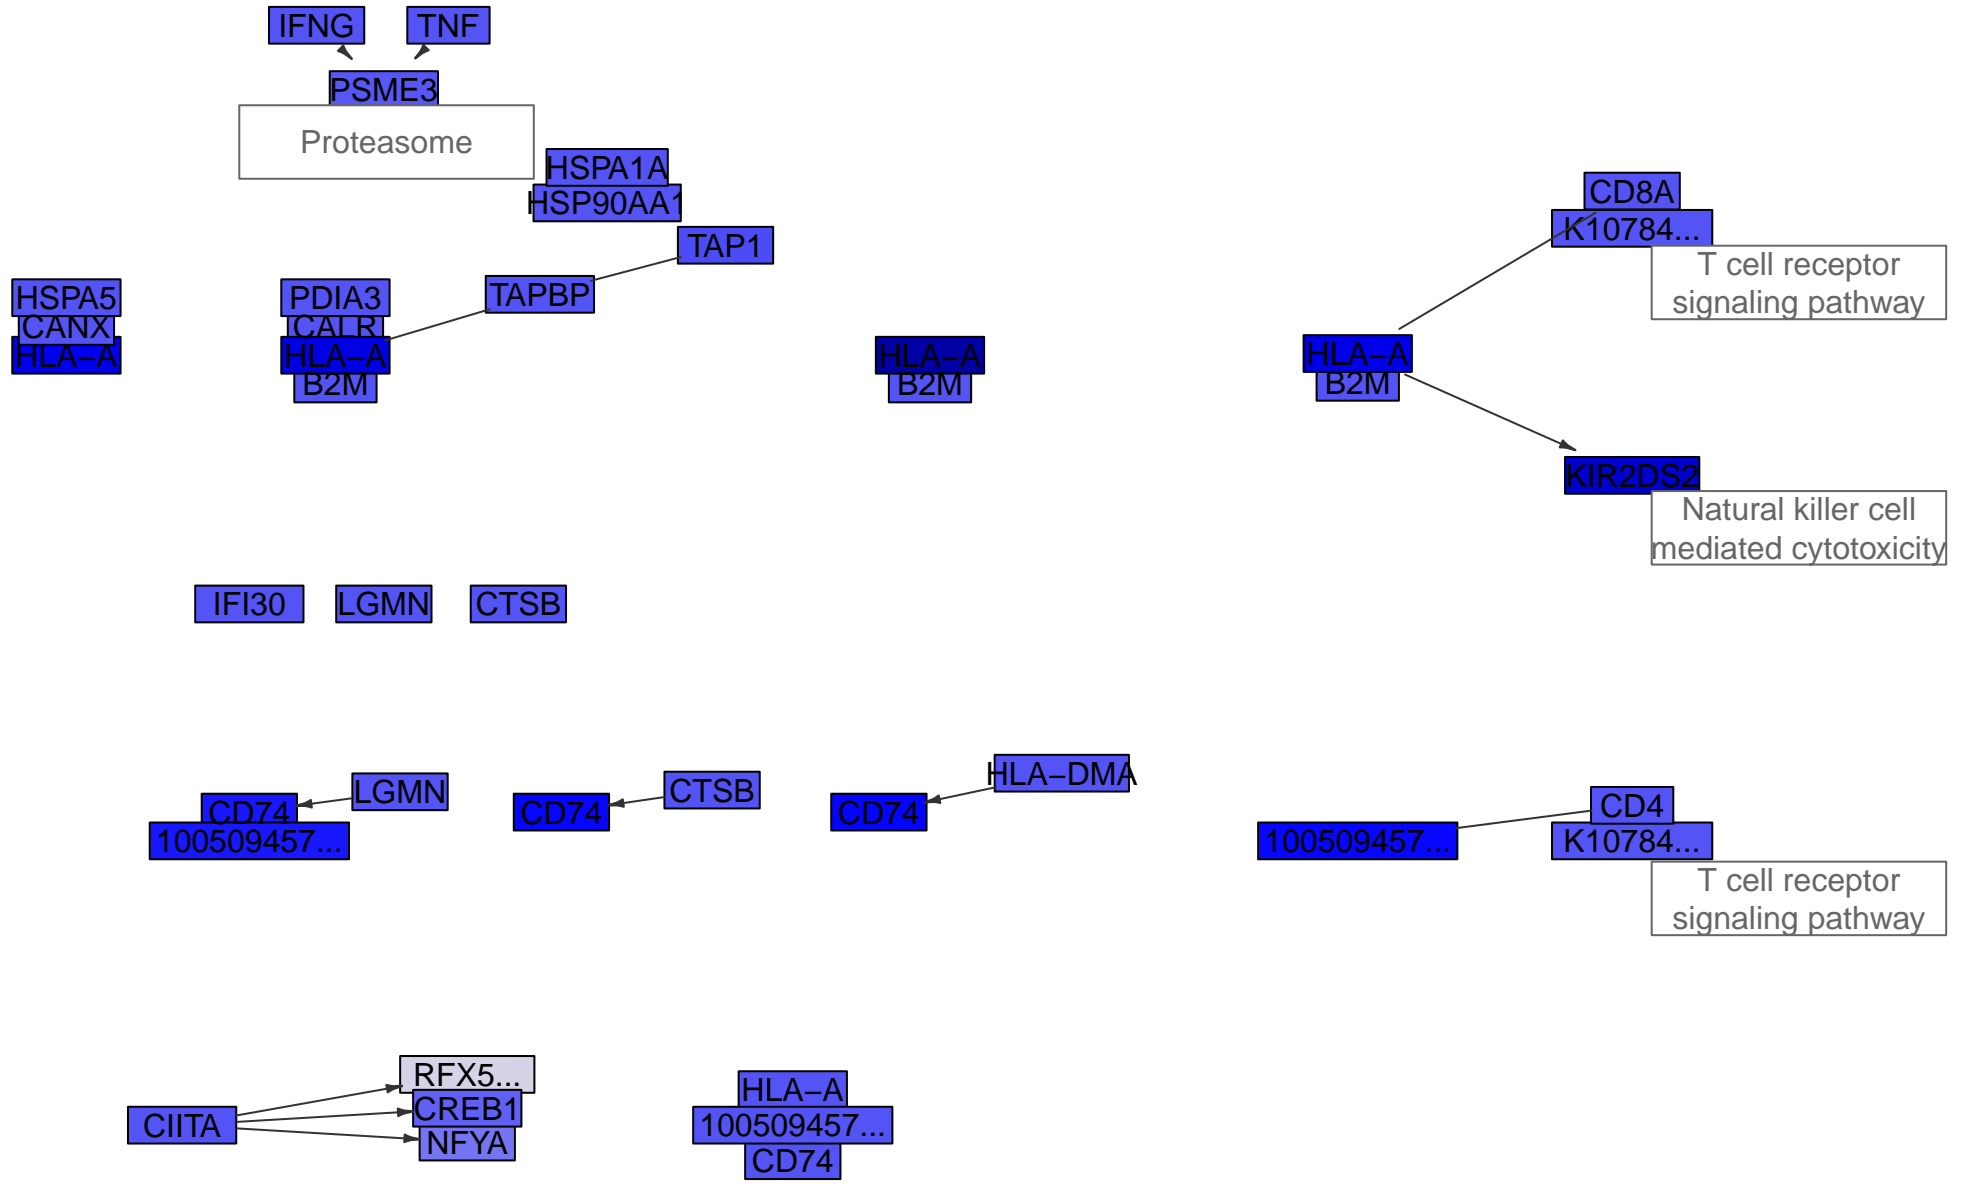 IFNG
TNF
PSME3
Proteasome
HSPA1A
HSP90AA1
CD8A
K10784...
TAP1
T cell receptor
signaling pathway
HSPA5
PDIA3
TAPBP
CANX
CALR
HLA−A
HLA−A
HLA−A
HLA−A
B2M
B2M
B2M
KIR2DS2
Natural killer cell
mediated cytotoxicity
IFI30
LGMN
CTSB
HLA−DMA
LGMN
CTSB
CD74
CD74
CD74
CD4
100509457...
100509457...
K10784...
T cell receptor
signaling pathway
RFX5...
HLA−A
CREB1
CIITA
100509457...
NFYA
CD74